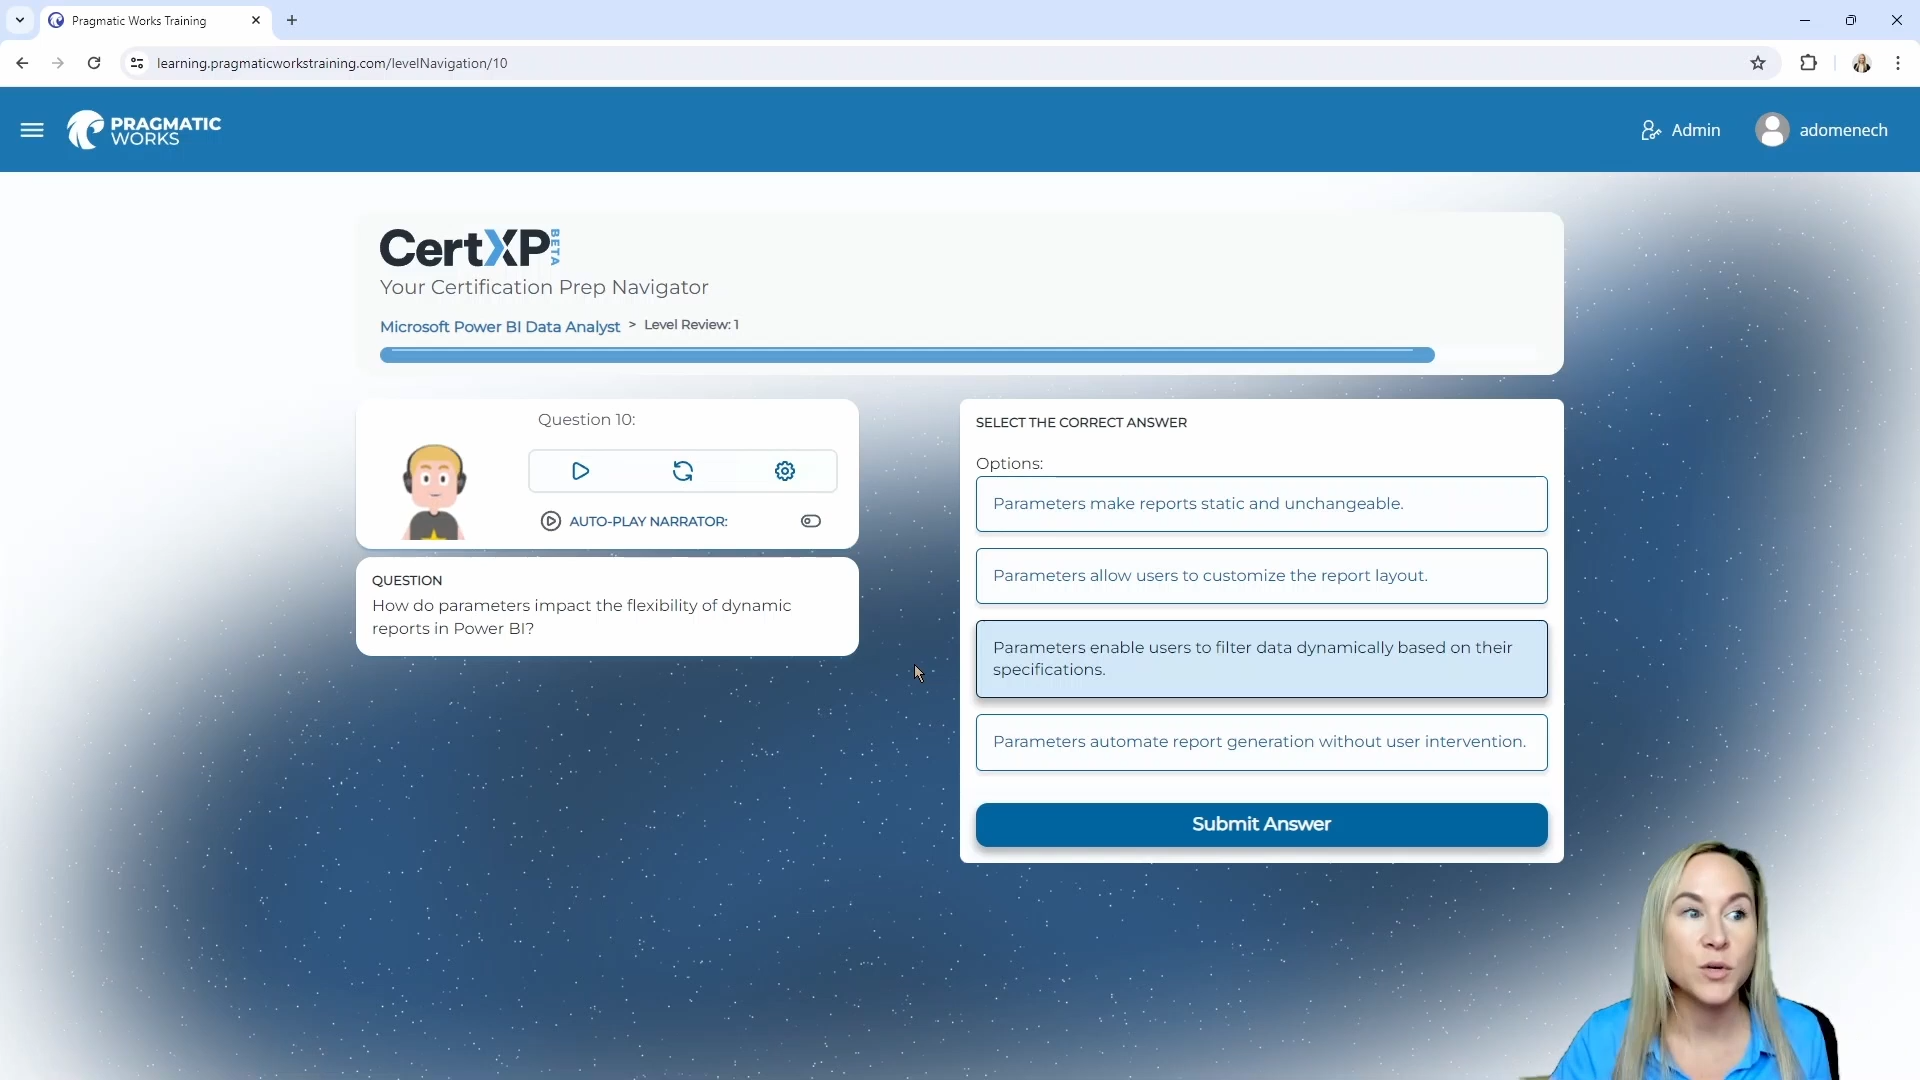 Pragmatic Works Training
learning.pragmaticworkstraining.com/levelNavigation/10
PRAGMATIC
WORKS
Admin
adomenech
CertXP BETA
Your Certification Prep Navigator
Microsoft Power BI Data Analyst > Level Review: 1
Question 10:
AUTO-PLAY NARRATOR:
QUESTION
How do parameters impact the flexibility of dynamic
reports in Power BI?
SELECT THE CORRECT ANSWER
Options:
Parameters make reports static and unchangeable.
Parameters allow users to customize the report layout.
Parameters enable users to filter data dynamically based on their
specifications.
Parameters automate report generation without user intervention.
Submit Answer